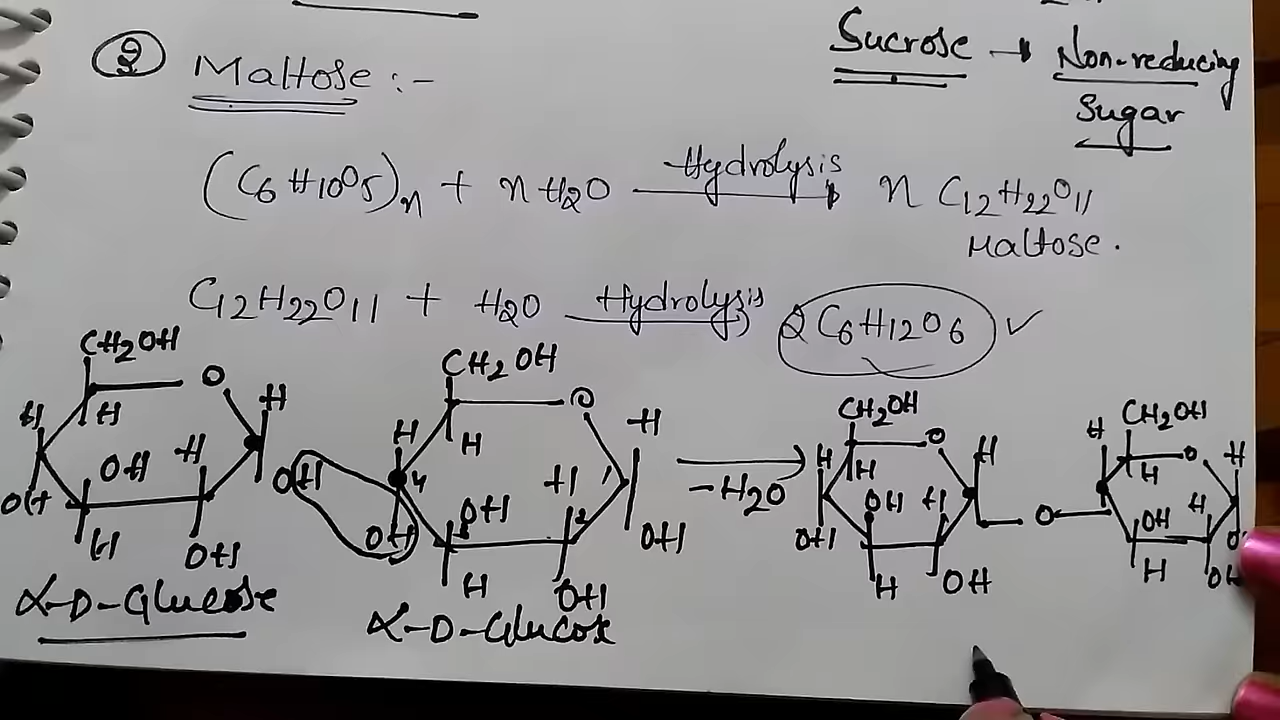 ② Maltose :-
Sucrose → Non-reducing
Sugar
(C6H10O5)n + nH2O Hydrolysis → n C12H22O11
Maltose.
C12H22O11 + H2O Hydrolysis → 2C6H12O6 ✓
CH2OH O H H H OH H OH H OH OH
α-D-Glucose
CH2OH O H H H OH H OH H OH OH 4 3 2 1
α-D-Glucose
-H2O →
CH2OH O H H H OH H OH H OH
O
CH2OH O H H H OH H H OH